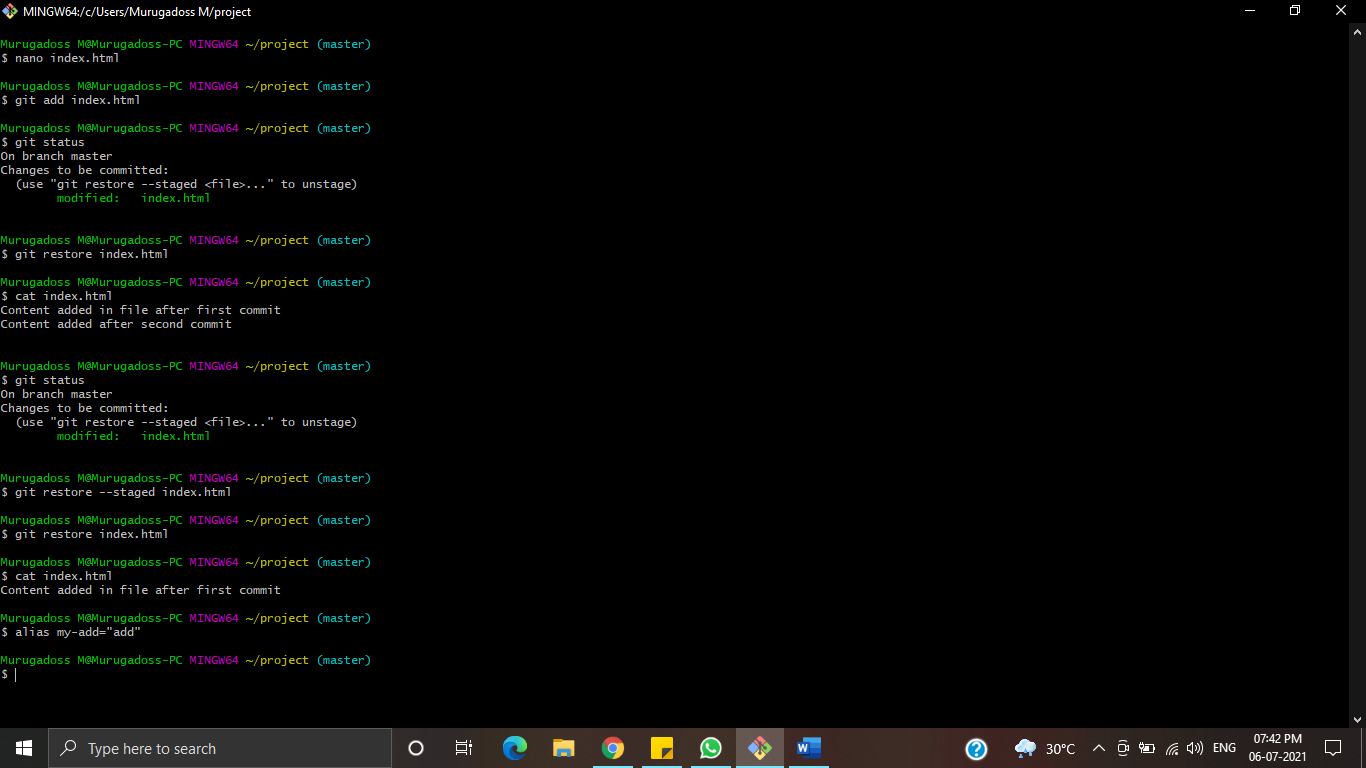 MINGW64:/c/Users/Murugadoss M/project
Murugadoss M@Murugadoss-PC MINGW64 ~/project (master)
$ nano index.html
Murugadoss M@Murugadoss-PC MINGW64 ~/project (master)
$ git add index.html
Murugadoss M@Murugadoss-PC MINGW64 ~/project (master)
$ git status
On branch master
Changes to be committed:
  (use "git restore --staged <file>..." to unstage)
        modified:   index.html
Murugadoss M@Murugadoss-PC MINGW64 ~/project (master)
$ git restore index.html
Murugadoss M@Murugadoss-PC MINGW64 ~/project (master)
$ cat index.html
Content added in file after first commit
Content added after second commit
Murugadoss M@Murugadoss-PC MINGW64 ~/project (master)
$ git status
On branch master
Changes to be committed:
  (use "git restore --staged <file>..." to unstage)
        modified:   index.html
Murugadoss M@Murugadoss-PC MINGW64 ~/project (master)
$ git restore --staged index.html
Murugadoss M@Murugadoss-PC MINGW64 ~/project (master)
$ git restore index.html
Murugadoss M@Murugadoss-PC MINGW64 ~/project (master)
$ cat index.html
Content added in file after first commit
Murugadoss M@Murugadoss-PC MINGW64 ~/project (master)
$ alias my-add="add"
Murugadoss M@Murugadoss-PC MINGW64 ~/project (master)
$
Type here to search
30°C
ENG
07:42 PM
06-07-2021